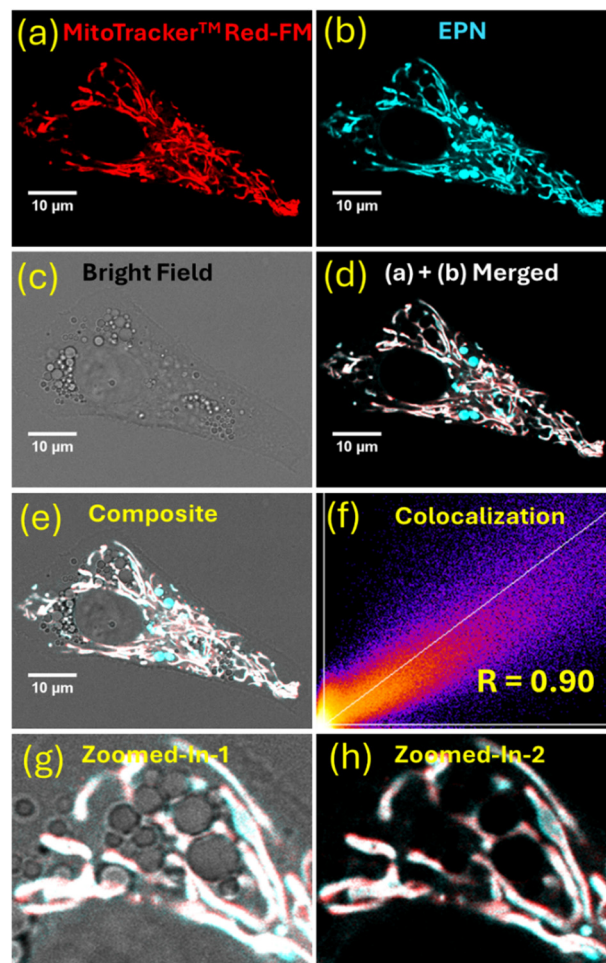 (a) MitoTracker™ Red-FM
10 µm
(b) EPN
10 µm
(c) Bright Field
10 µm
(d) (a) + (b) Merged
10 µm
(e) Composite
10 µm
(f) Colocalization
R = 0.90
(g) Zoomed-In-1
(h) Zoomed-In-2